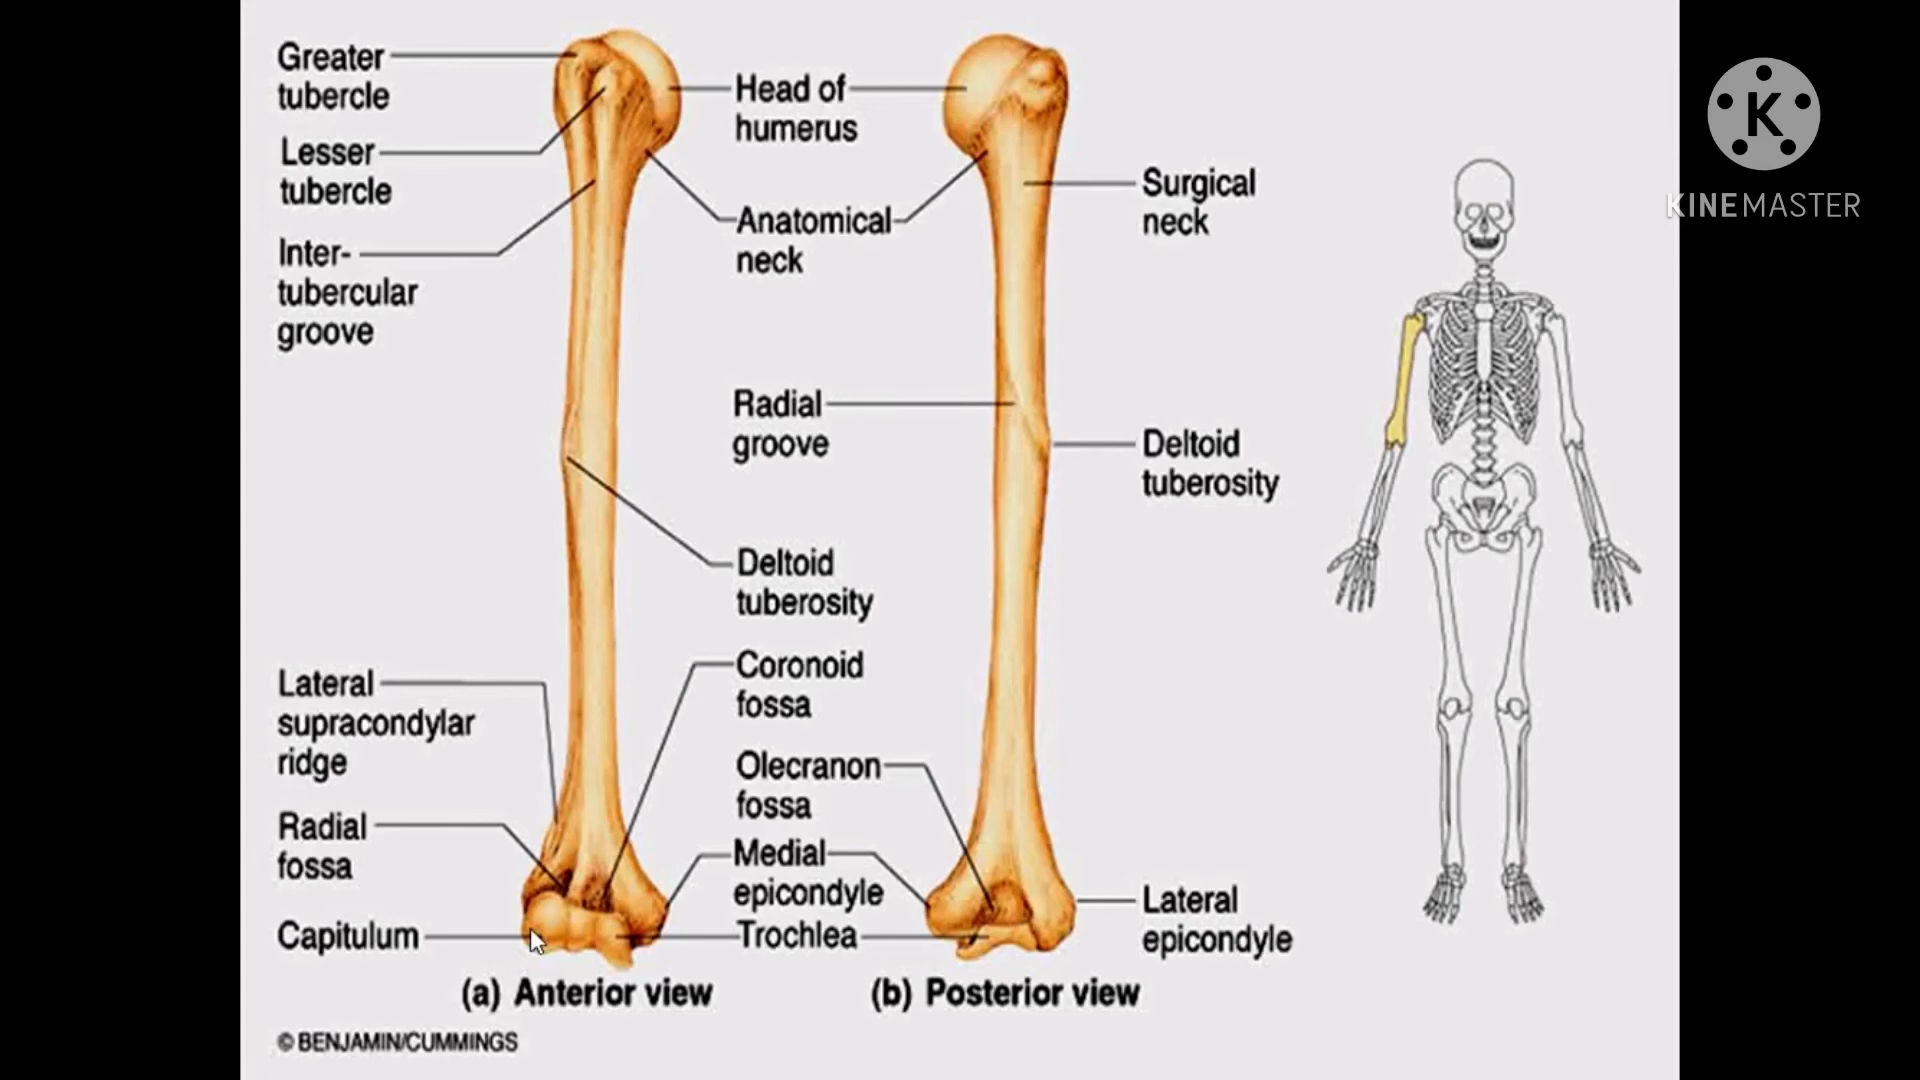 Greater
tubercle
Lesser
tubercle
Inter-
tubercular
groove
Lateral
supracondylar
ridge
Radial
fossa
Capitulum
Head of
humerus
Anatomical
neck
Radial
groove
Deltoid
tuberosity
Coronoid
fossa
Olecranon
fossa
Medial
epicondyle
Trochlea
Surgical
neck
Deltoid
tuberosity
Lateral
epicondyle
(a) Anterior view
(b) Posterior view
© BENJAMIN/CUMMINGS
K
KINEMASTER